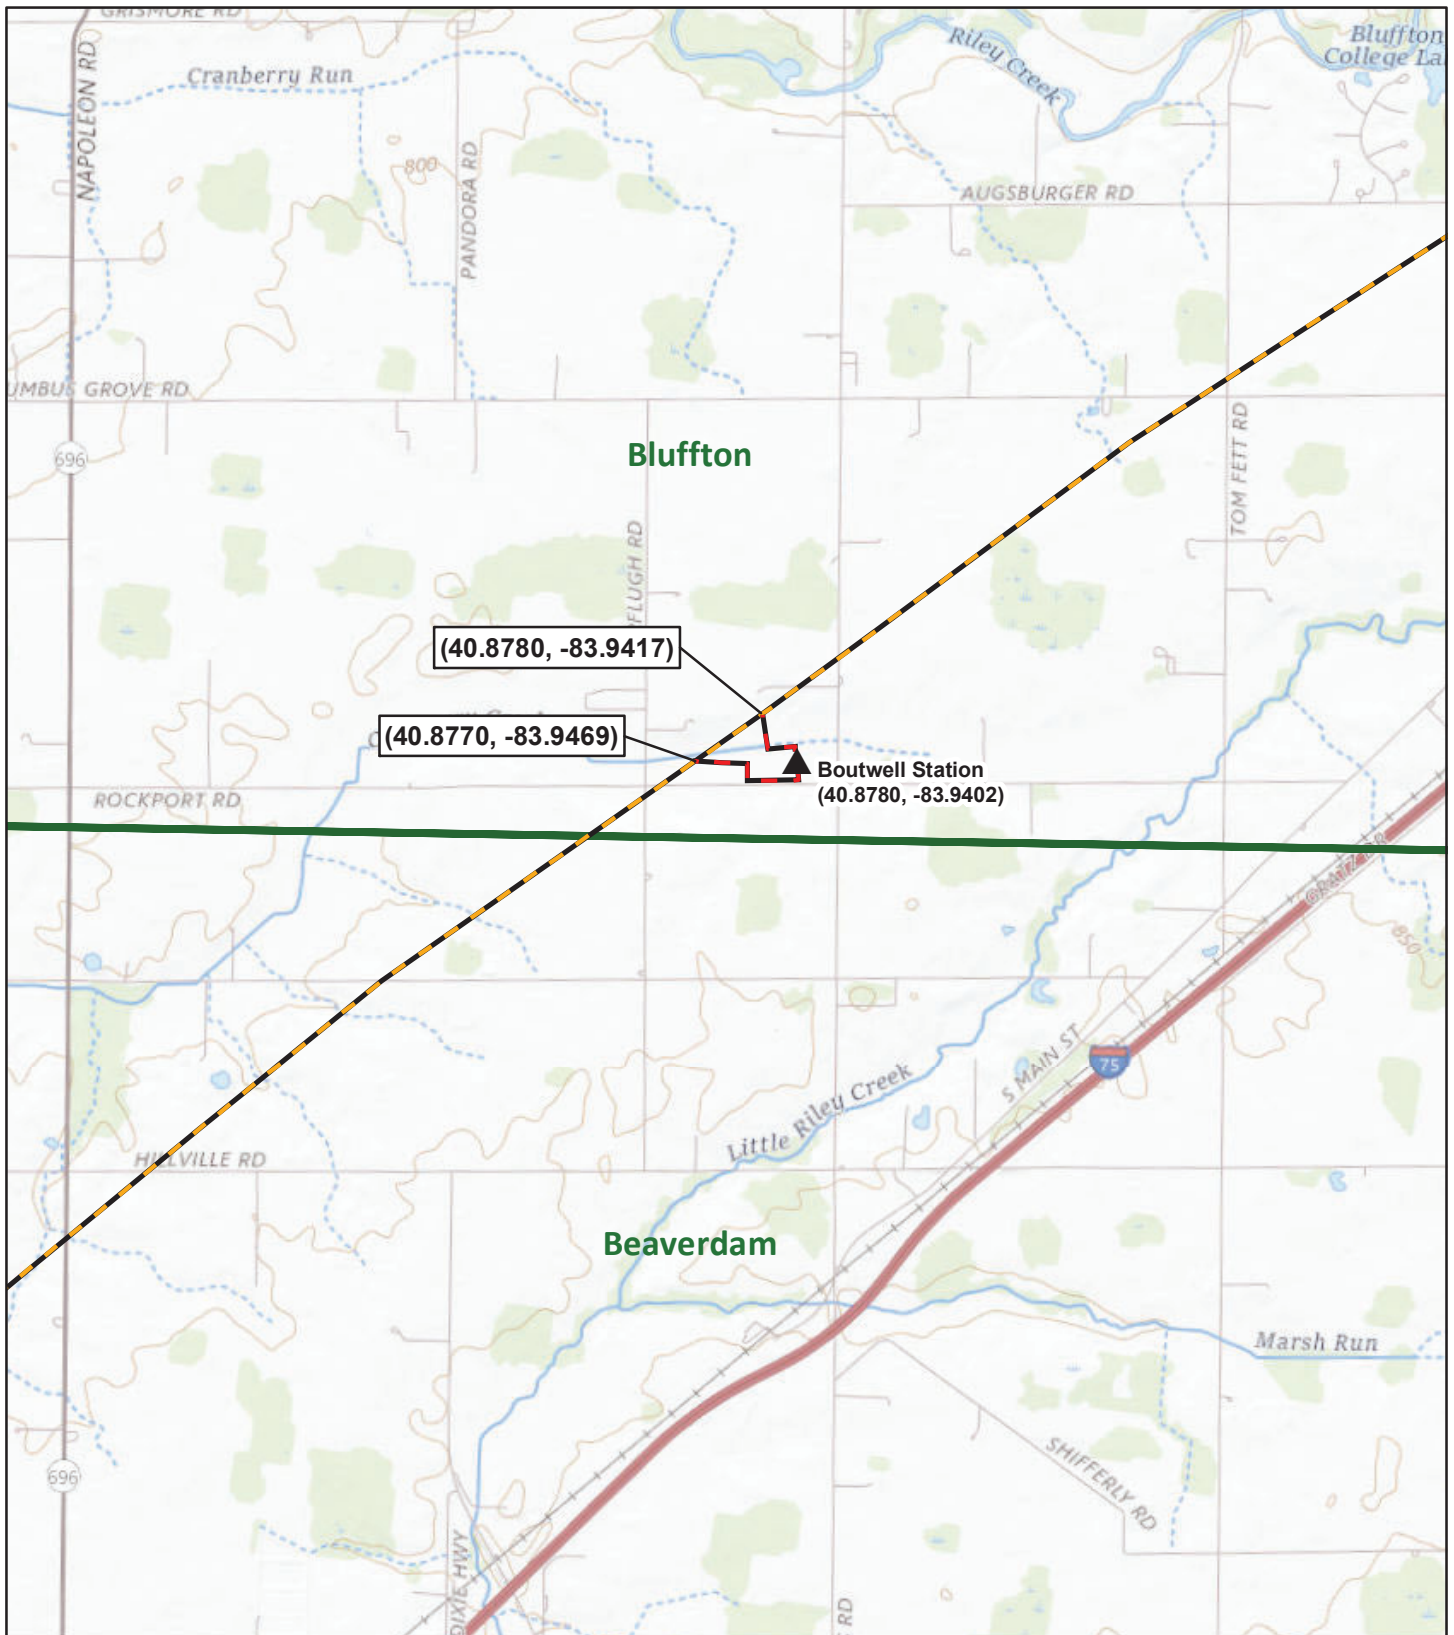 GRISMORE RD
Cranberry Run
Riley Creek
Bluffton
College La
NAPOLEON RD
800
PANDORA RD
AUGSBURGER RD
UMBUS GROVE RD
696
Bluffton
TOM FETT RD
PFLUGH RD
(40.8780, -83.9417)
(40.8770, -83.9469)
Boutwell Station
(40.8780, -83.9402)
ROCKPORT RD
GRATZ DR
850
S MAIN ST
75
Little Riley Creek
HILLVILLE RD
Beaverdam
Marsh Run
SHIFFERLY RD
696
DIXIE HWY
RD